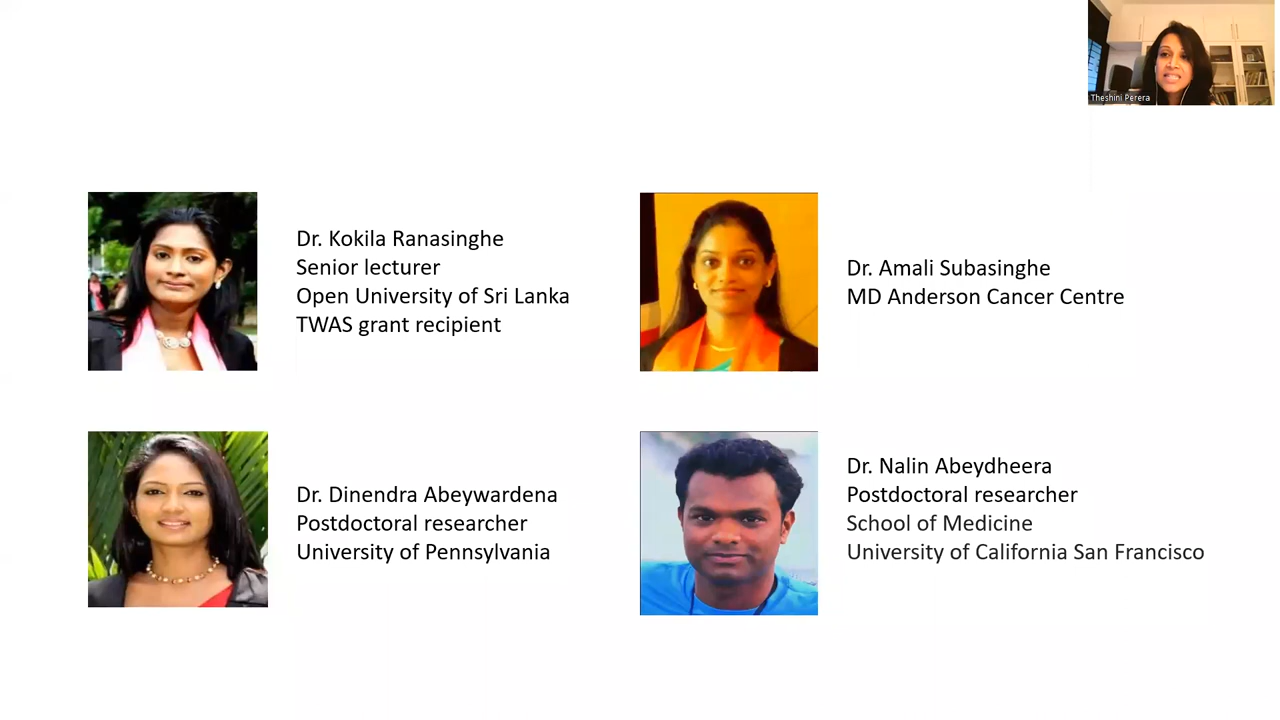 Theshini Perera
Dr. Kokila Ranasinghe
Senior lecturer
Open University of Sri Lanka
TWAS grant recipient
Dr. Amali Subasinghe
MD Anderson Cancer Centre
Dr. Dinendra Abeywardena
Postdoctoral researcher
University of Pennsylvania
Dr. Nalin Abeydheera
Postdoctoral researcher
School of Medicine
University of California San Francisco